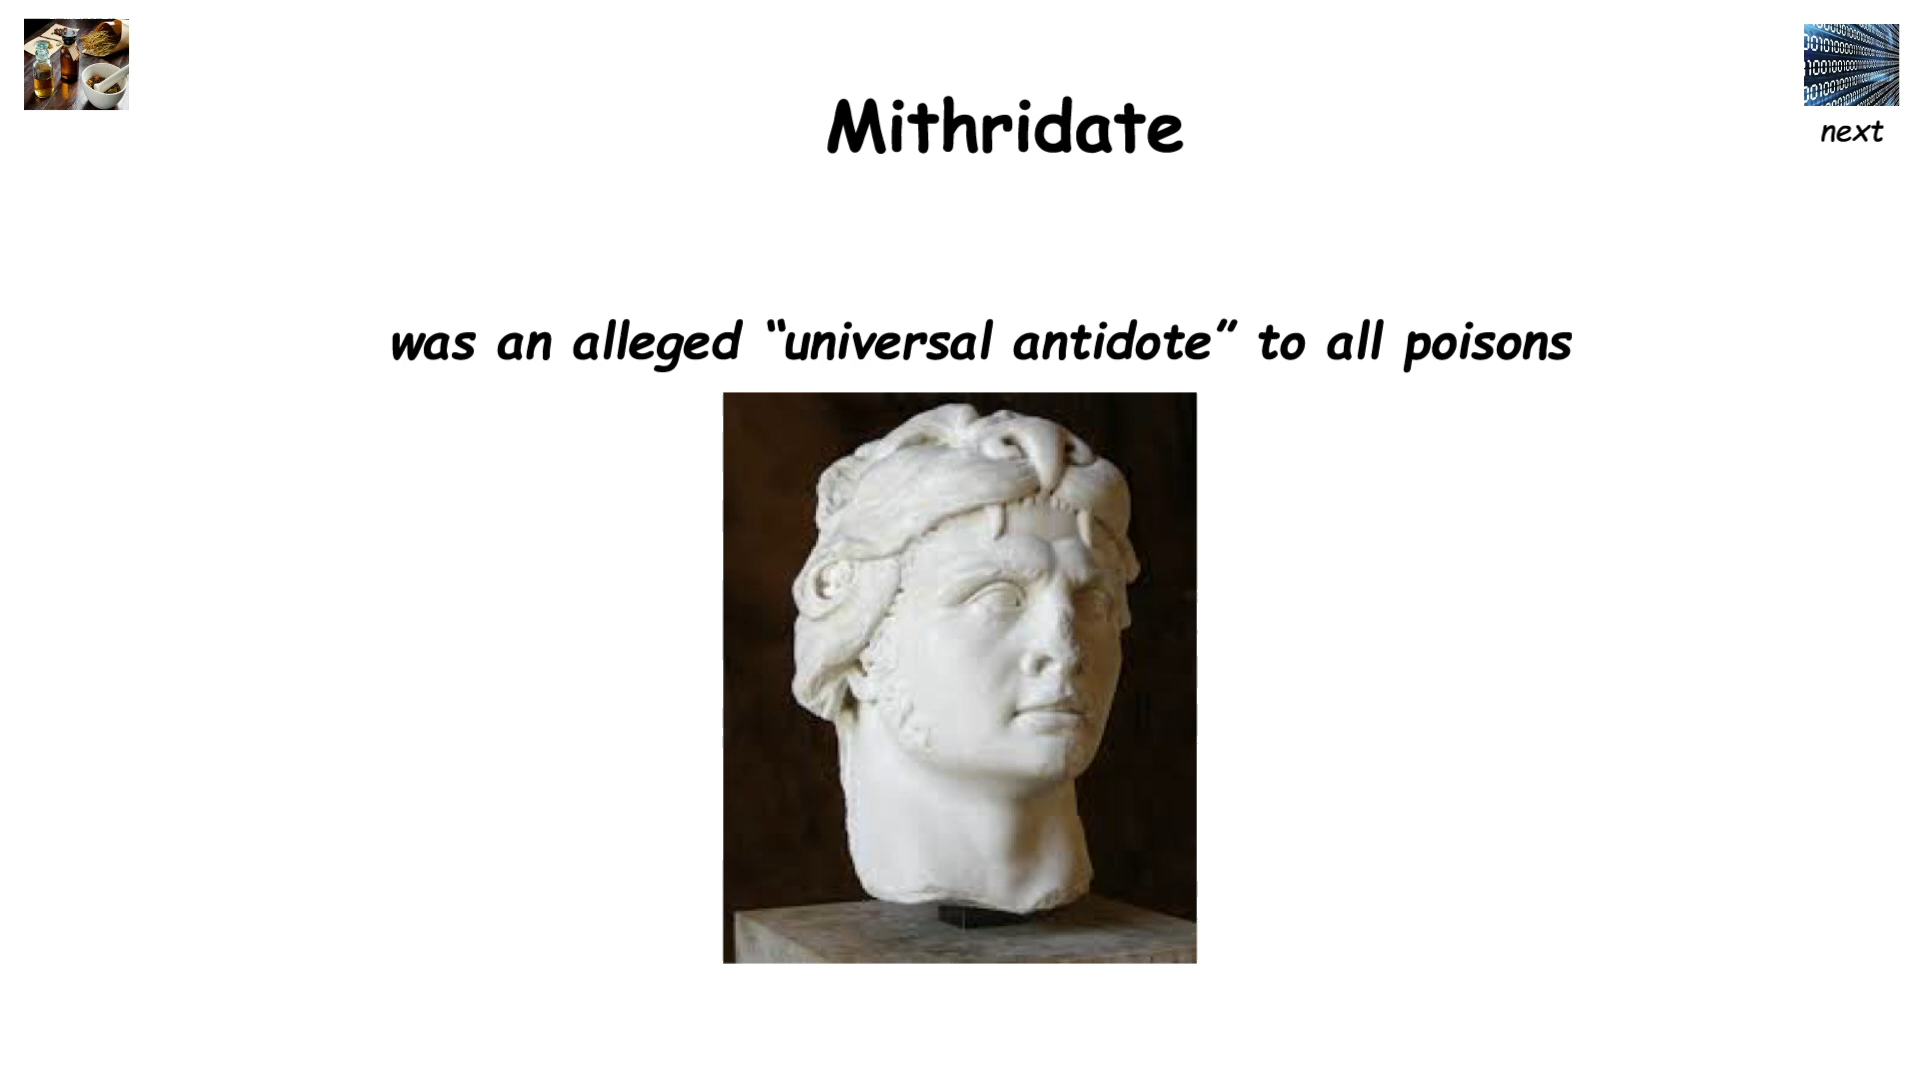 Mithridate
next
was an alleged “universal antidote” to all poisons